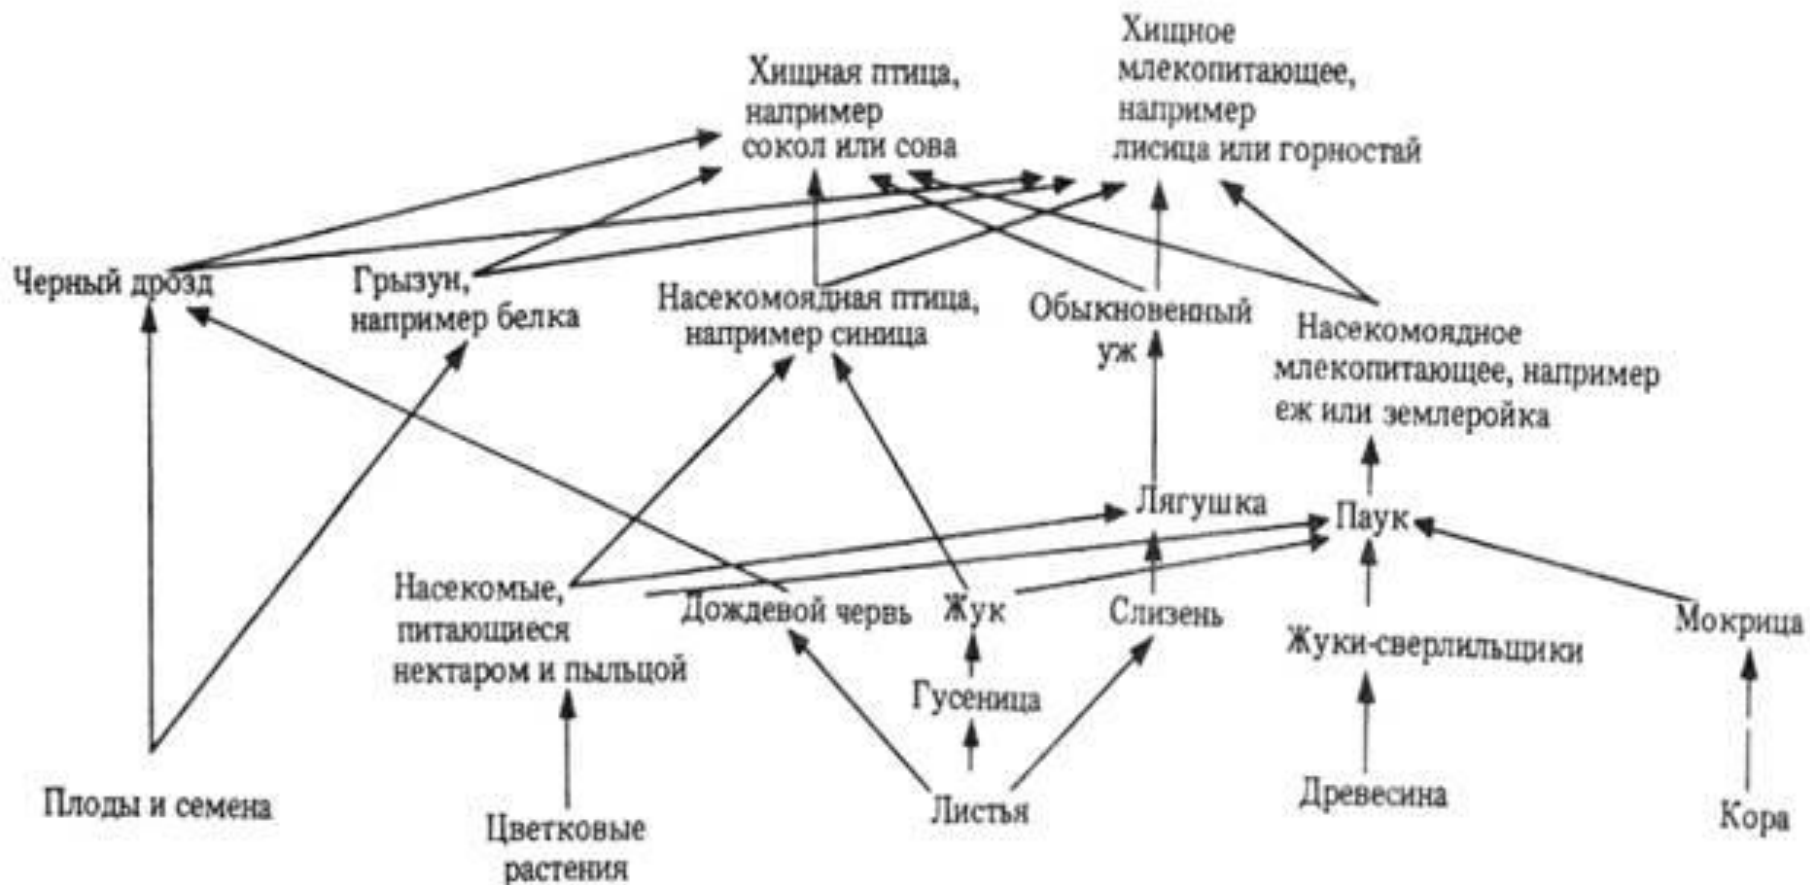 Хищная птица,
например
сокол или сова
Хищное
млекопитающее,
например
лисица или горностай
Черный дрозд
Грызун,
например белка
Насекомоядная птица,
например синица
Обыкновенный
уж
Насекомоядное
млекопитающее, например
еж или землеройка
Лягушка
Паук
Насекомые,
питающиеся
нектаром и пыльцой
Дождевой червь
Жук
Слизень
Жуки-сверлильщики
Мокрица
Гусеница
Плоды и семена
Цветковые
растения
Листья
Древесина
Кора